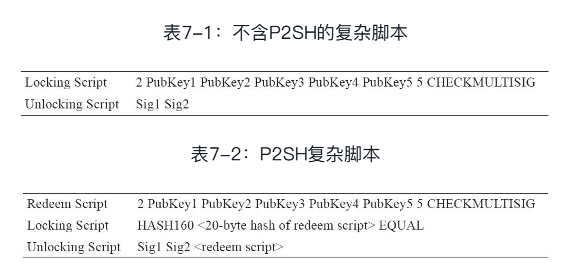 表7-1：不含P2SH的复杂脚本
Locking Script 2 PubKey1 PubKey2 PubKey3 PubKey4 PubKey5 5 CHECKMULTISIG
Unlocking Script Sig1 Sig2
表7-2：P2SH复杂脚本
Redeem Script 2 PubKey1 PubKey2 PubKey3 PubKey4 PubKey5 5 CHECKMULTISIG
Locking Script HASH160 <20-byte hash of redeem script> EQUAL
Unlocking Script Sig1 Sig2 <redeem script>